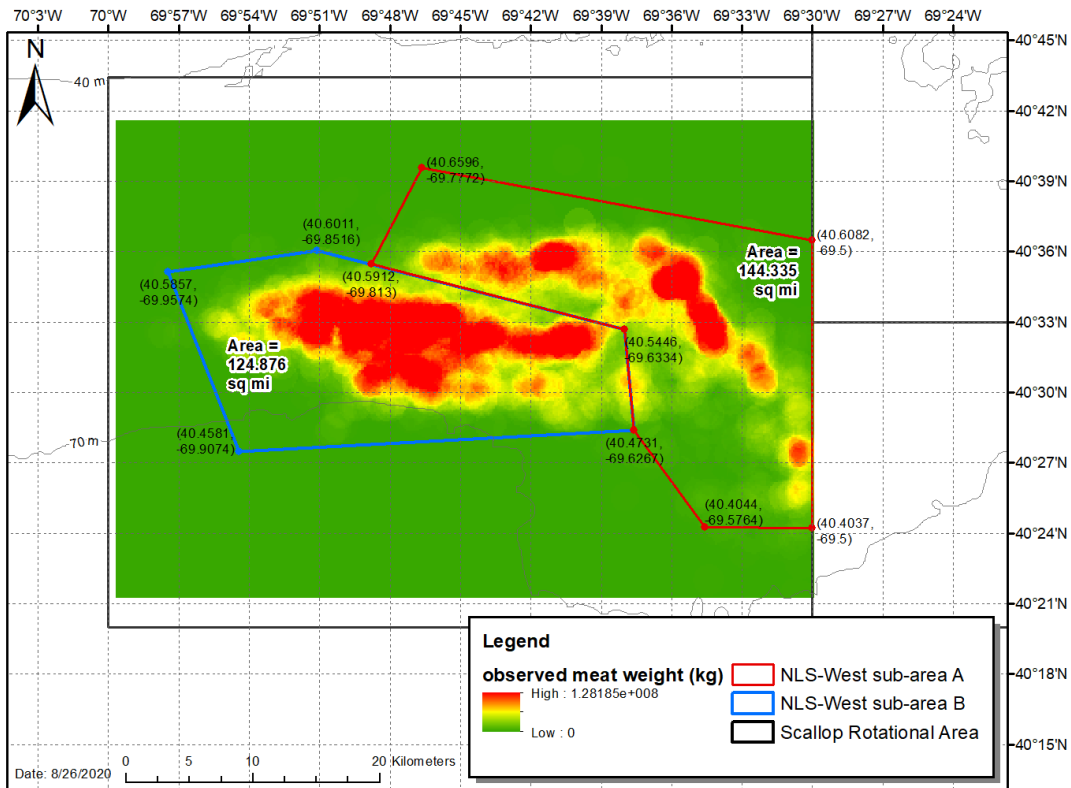 70°3'W 70°0'W 69°57'W 69°54'W 69°51'W 69°48'W 69°45'W 69°42'W 69°39'W 69°36'W 69°33'W 69°30'W 69°27'W 69°24'W
N
40°45'N
40 m
40°42'N
(40.6596,
-69.7772)
40°39'N
(40.6011,
-69.8516)
(40.6082,
-69.5)
40°36'N
Area =
144.335
sq mi
(40.5912,
-69.813)
(40.5857,
-69.9574)
40°33'N
Area =
124.876
sq mi
(40.5446,
-69.6334)
40°30'N
70 m
(40.4581,
-69.9074)
(40.4731,
-69.6267)
40°27'N
(40.4044,
-69.5764)
(40.4037,
-69.5)
40°24'N
40°21'N
Legend
observed meat weight (kg)
High : 1.28185e+008
Low : 0
NLS-West sub-area A
NLS-West sub-area B
Scallop Rotational Area
40°18'N
40°15'N
Date: 8/26/2020
0 5 10 20 Kilometers